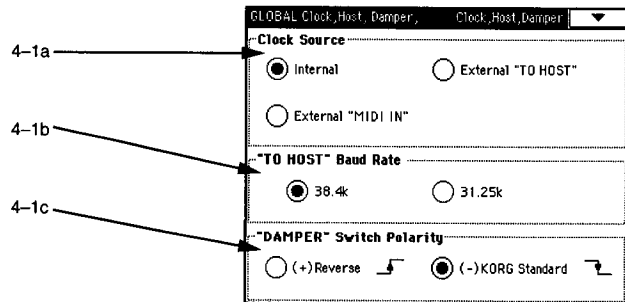 GLOBAL Clock,Host, Damper, Clock,Host,Damper
4-1a
Clock Source
Internal
External "TO HOST"
External "MIDI IN"
4-1b
"TO HOST" Baud Rate
38.4k
31.25k
4-1c
"DAMPER" Switch Polarity
(+)Reverse
(-)KORG Standard